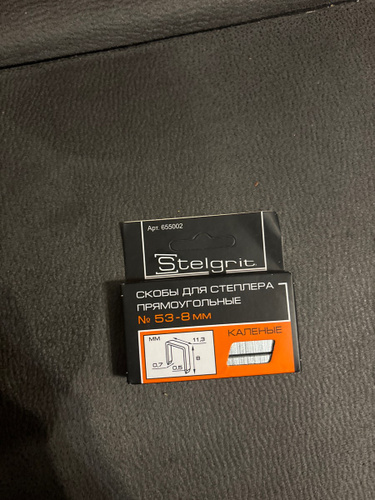 Арт. 655002
Stelgrit
СКОБЫ ДЛЯ СТЕПЛЕРА
ПРЯМОУГОЛЬНЫЕ
№ 53-8 мм
КАЛЕНЫЕ
мм
11,3
8
0,7
0,5